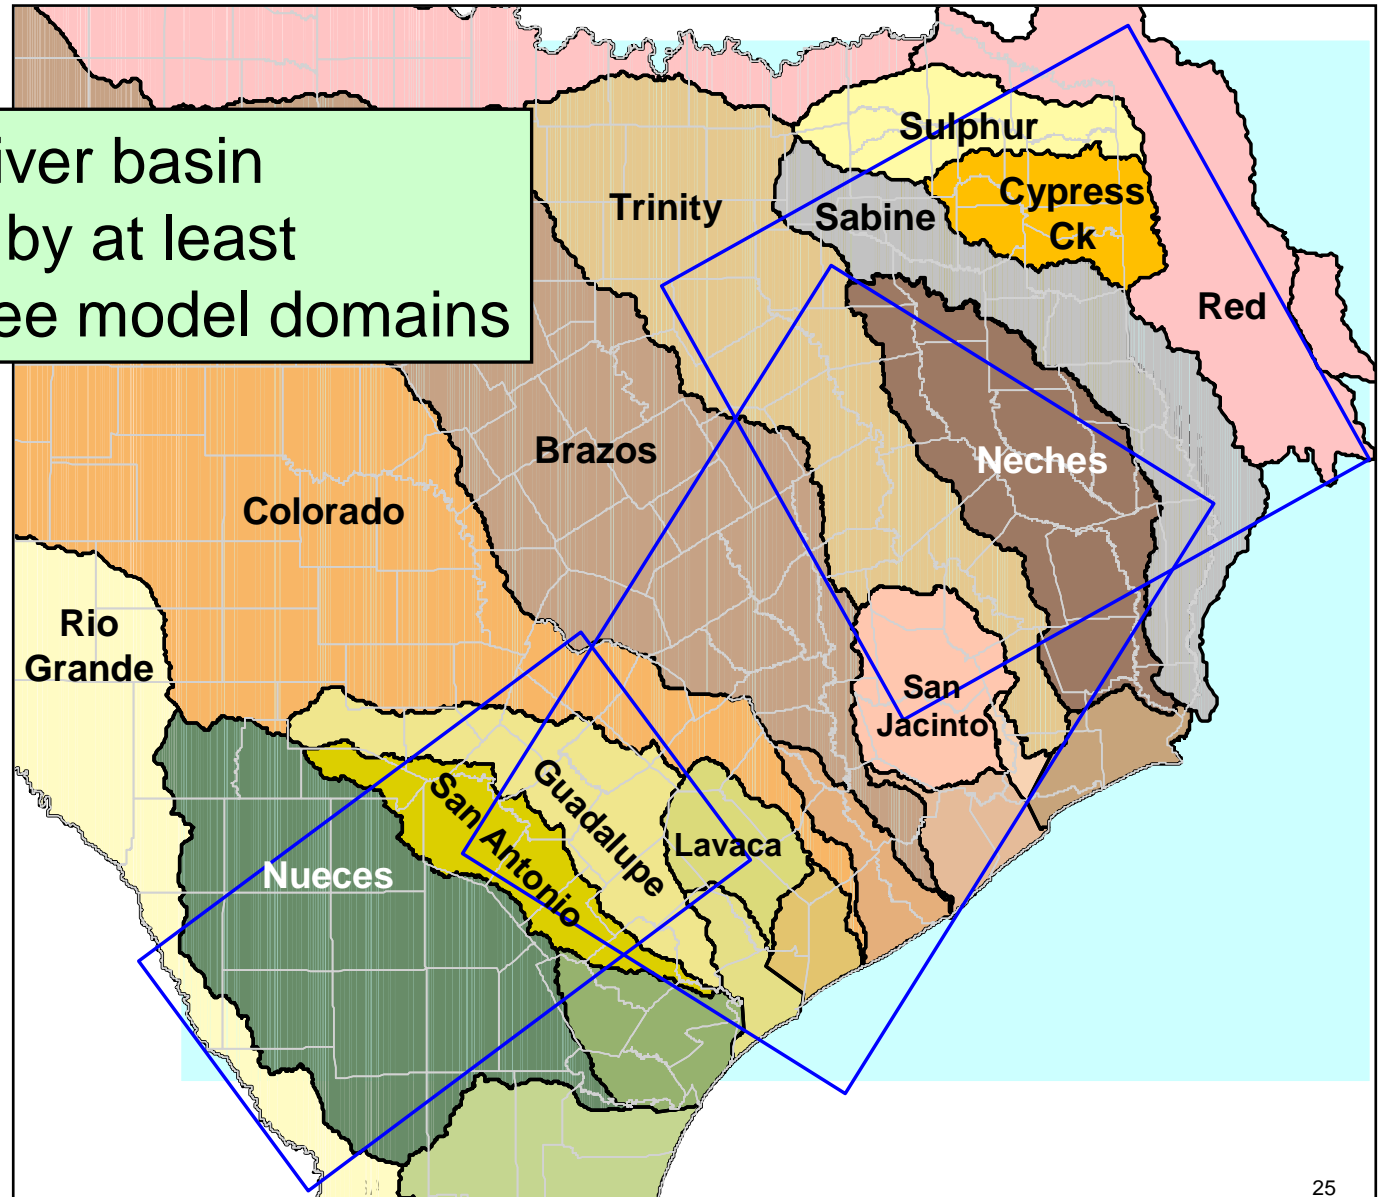 iver basin
by at least
ee model domains
Sulphur
Cypress
Ck
Trinity
Sabine
Red
Brazos
Neches
Colorado
Rio
Grande
San
Jacinto
Guadalupe
San Antonio
Lavaca
Nueces
25